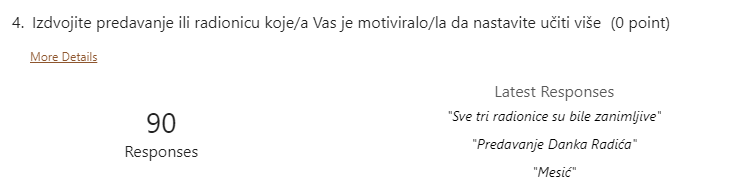 4. Izdvojite predavanje ili radionicu koje/a Vas je motiviralo/la da nastavite učiti više (0 point)
More Details
90
Responses
Latest Responses
"Sve tri radionice su bile zanimljive"
"Predavanje Danka Radića"
"Mesić"